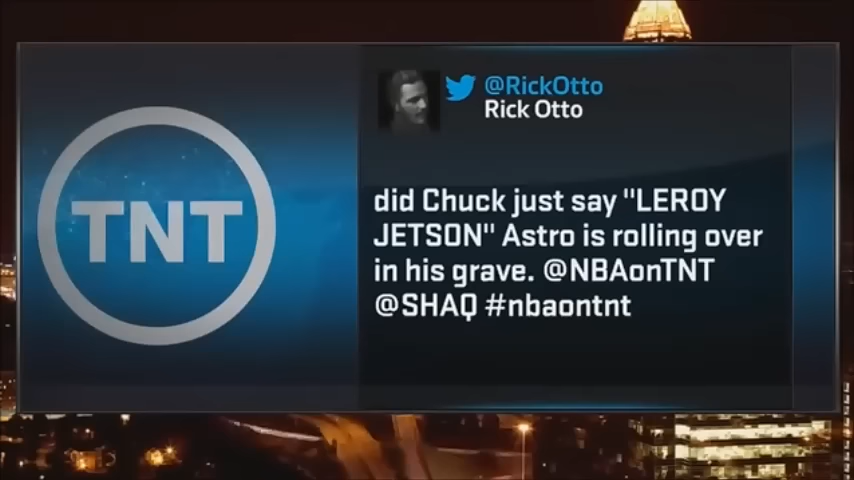 TNT
@RickOtto
Rick Otto
did Chuck just say "LEROY
JETSON" Astro is rolling over
in his grave. @NBAonTNT
@SHAQ #nbaontnt